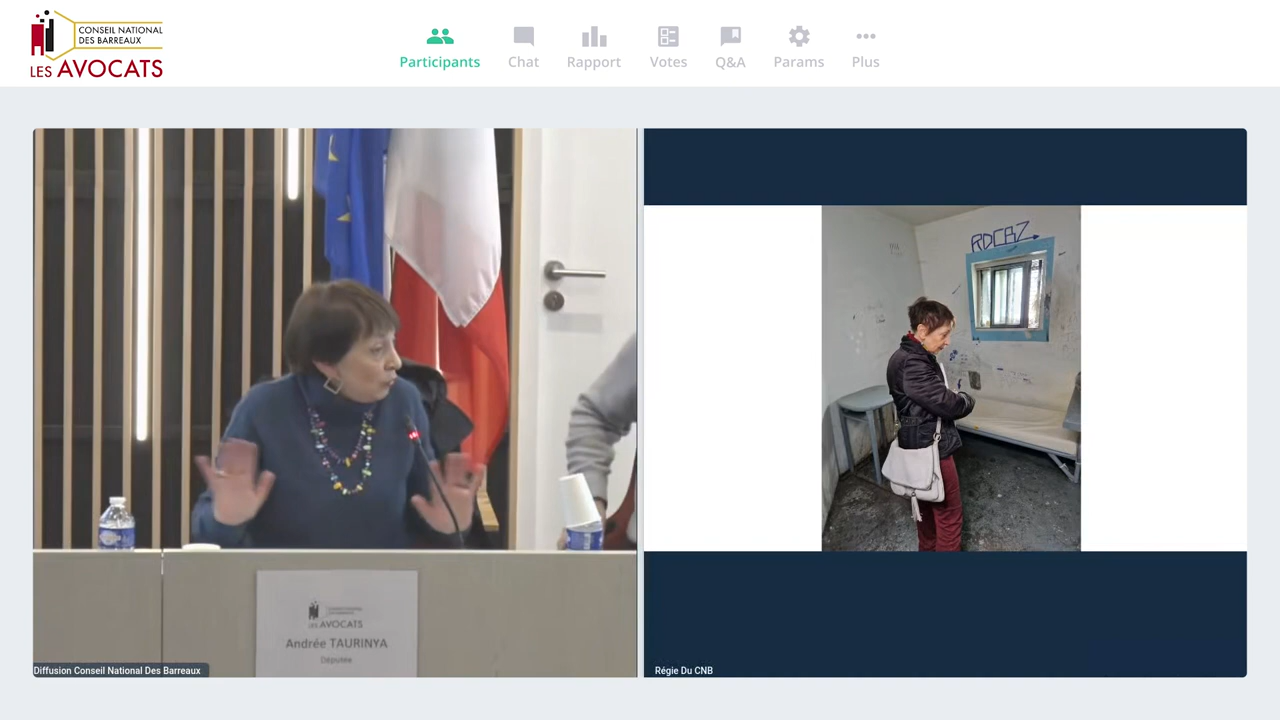 CONSEIL NATIONAL
DES BARREAUX
LES AVOCATS
Participants
Chat
Rapport
Votes
Q&A
Params
Plus
RDCBZ
LES AVOCATS
Andrée TAURINYA
Députée
Diffusion Conseil National Des Barreaux
Régie Du CNB